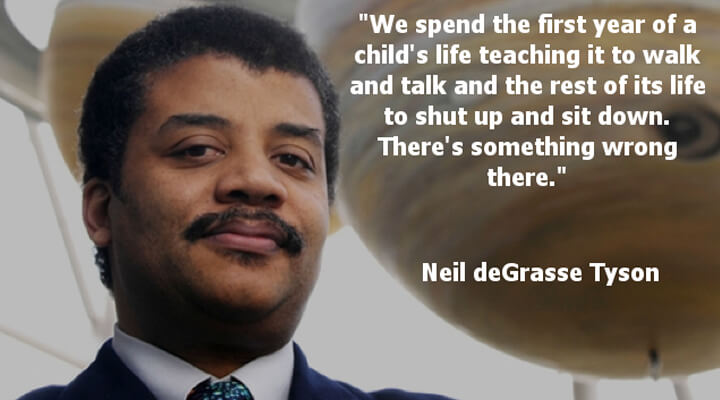 "We spend the first year of a
child's life teaching it to walk
and talk and the rest of its life
to shut up and sit down.
There's something wrong
there."
Neil deGrasse Tyson